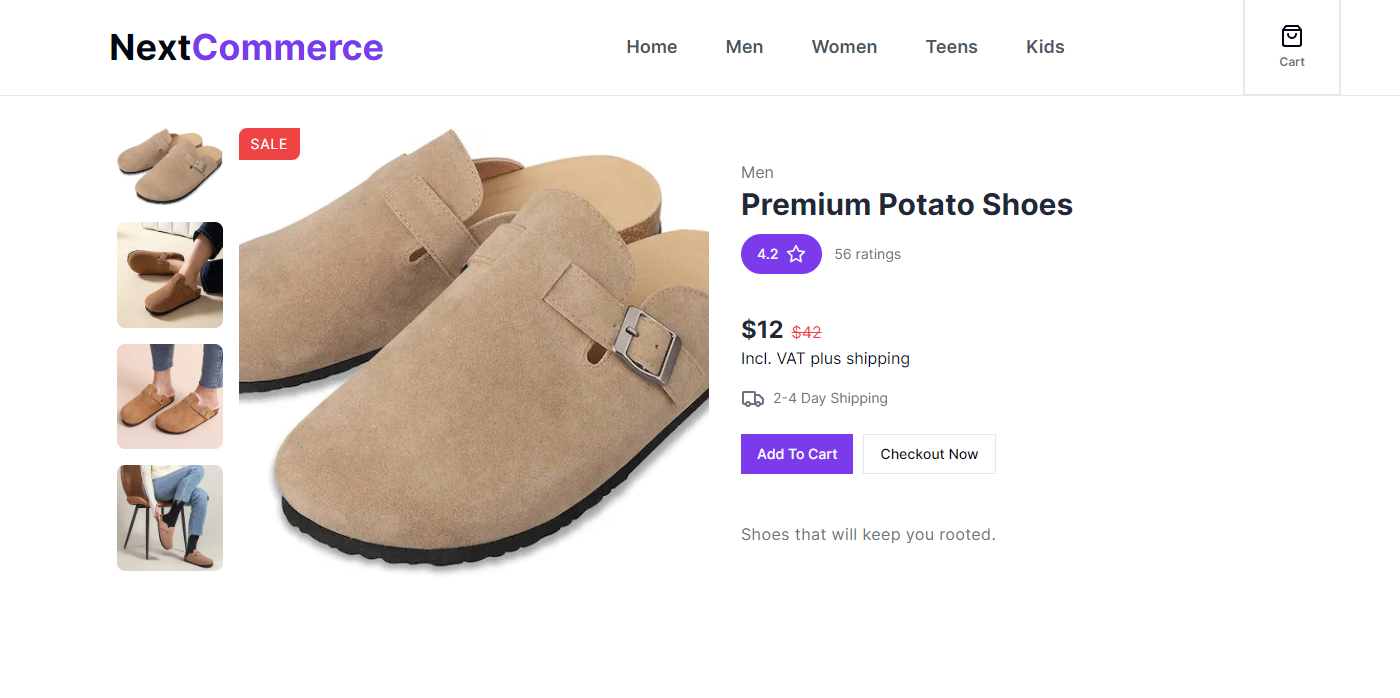 NextCommerce
Home Men Women Teens Kids
Cart
SALE
Men
Premium Potato Shoes
4.2 56 ratings
$12 $42
Incl. VAT plus shipping
2-4 Day Shipping
Add To Cart Checkout Now
Shoes that will keep you rooted.